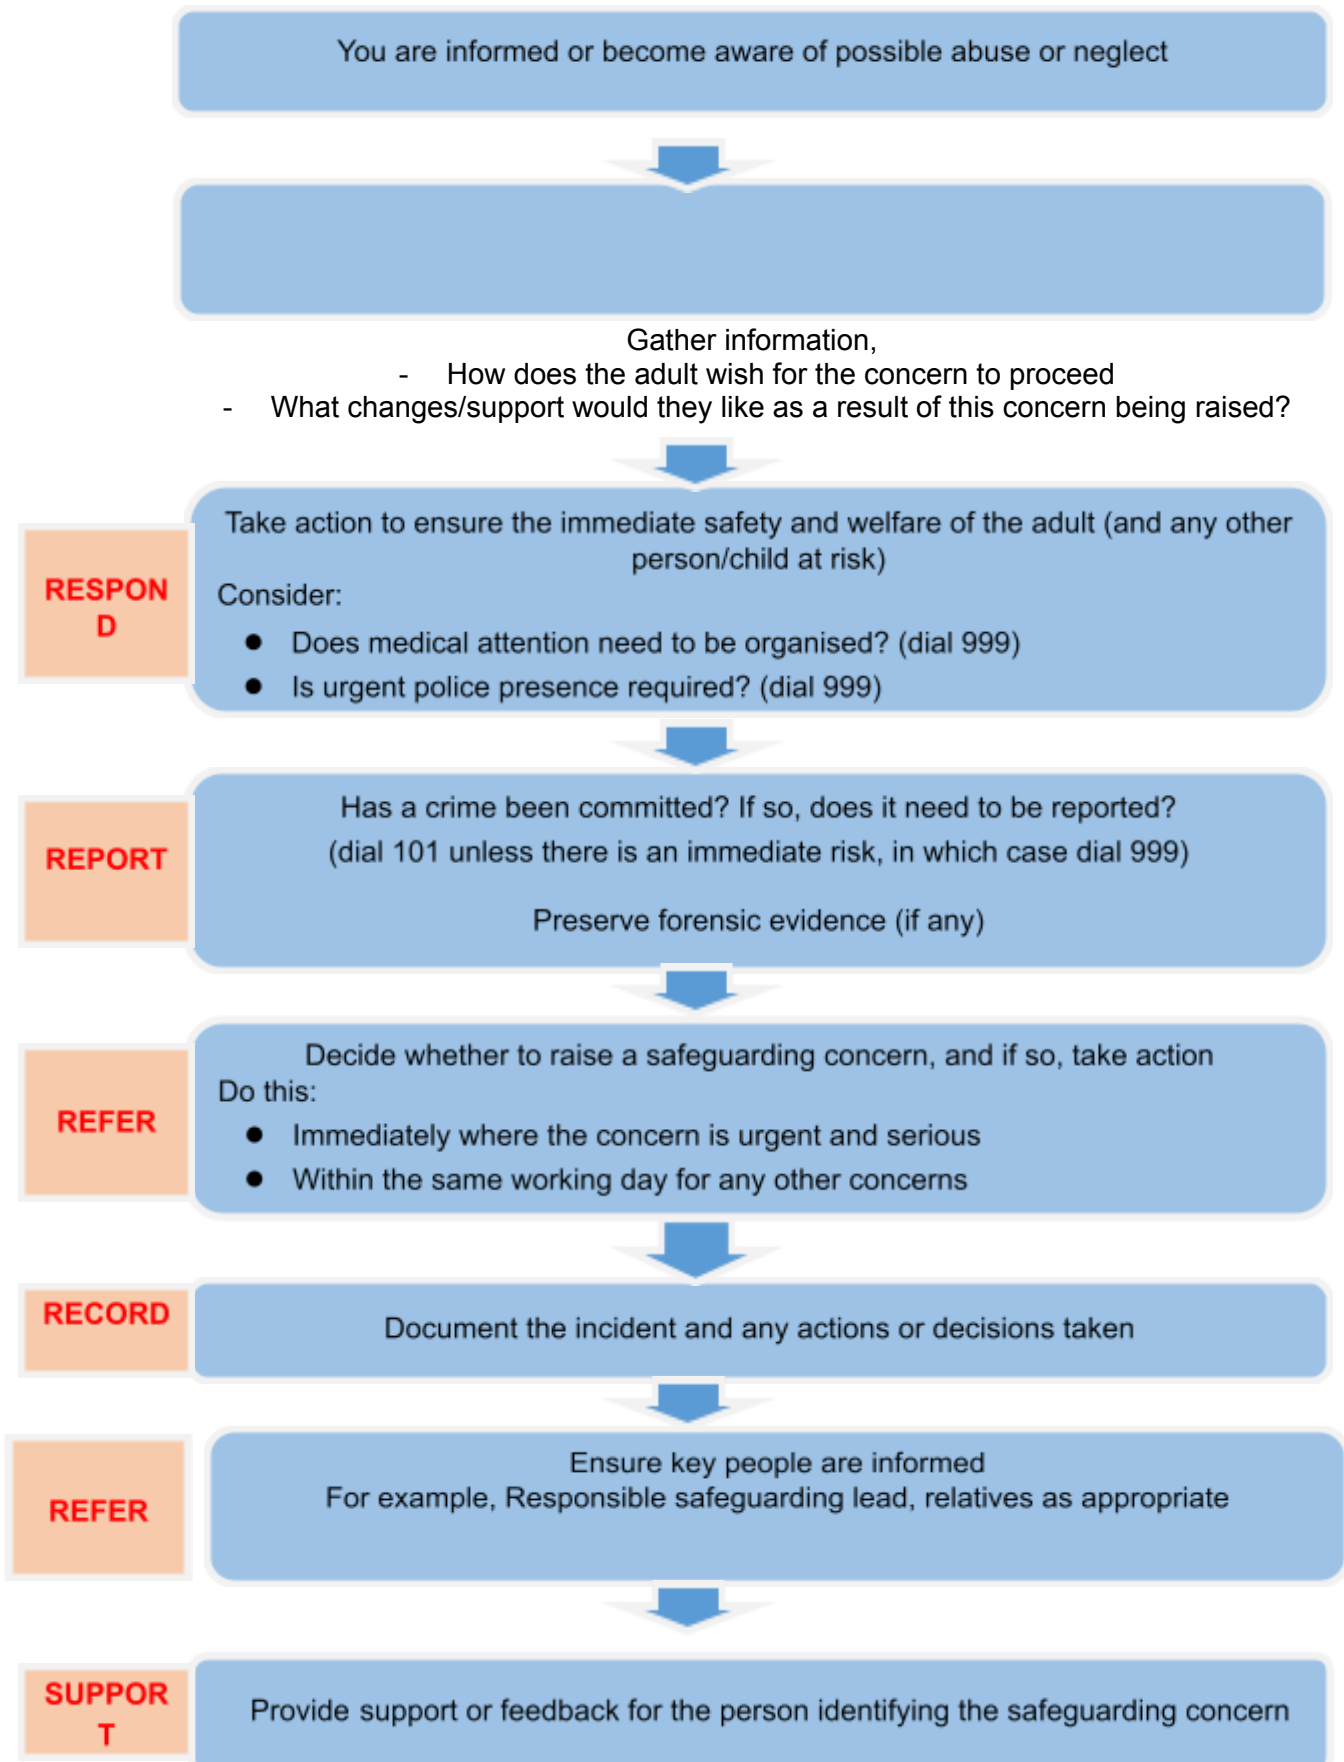 You are informed or become aware of possible abuse or neglect
Gather information,
- How does the adult wish for the concern to proceed
- What changes/support would they like as a result of this concern being raised?
RESPON
D
Take action to ensure the immediate safety and welfare of the adult (and any other
person/child at risk)
Consider:
● Does medical attention need to be organised? (dial 999)
● Is urgent police presence required? (dial 999)
REPORT
Has a crime been committed? If so, does it need to be reported?
(dial 101 unless there is an immediate risk, in which case dial 999)
Preserve forensic evidence (if any)
REFER
Decide whether to raise a safeguarding concern, and if so, take action
Do this:
● Immediately where the concern is urgent and serious
● Within the same working day for any other concerns
RECORD
Document the incident and any actions or decisions taken
REFER
Ensure key people are informed
For example, Responsible safeguarding lead, relatives as appropriate
SUPPOR
T
Provide support or feedback for the person identifying the safeguarding concern